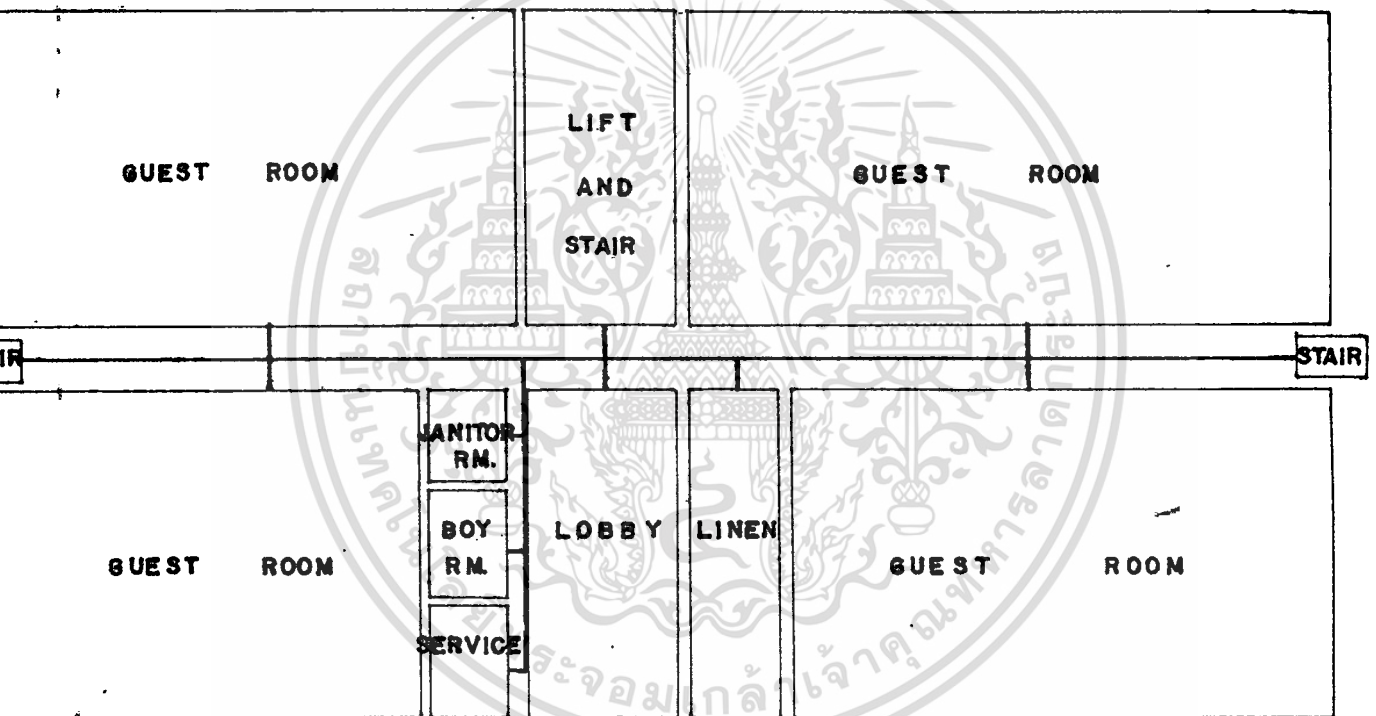 LIFT
AND
STAIR
GUEST ROOM
GUEST ROOM
IR
STAIR
JANITOR
RM.
BOY
RM.
LOBBY
LINEN
GUEST ROOM
GUEST ROOM
SERVICE